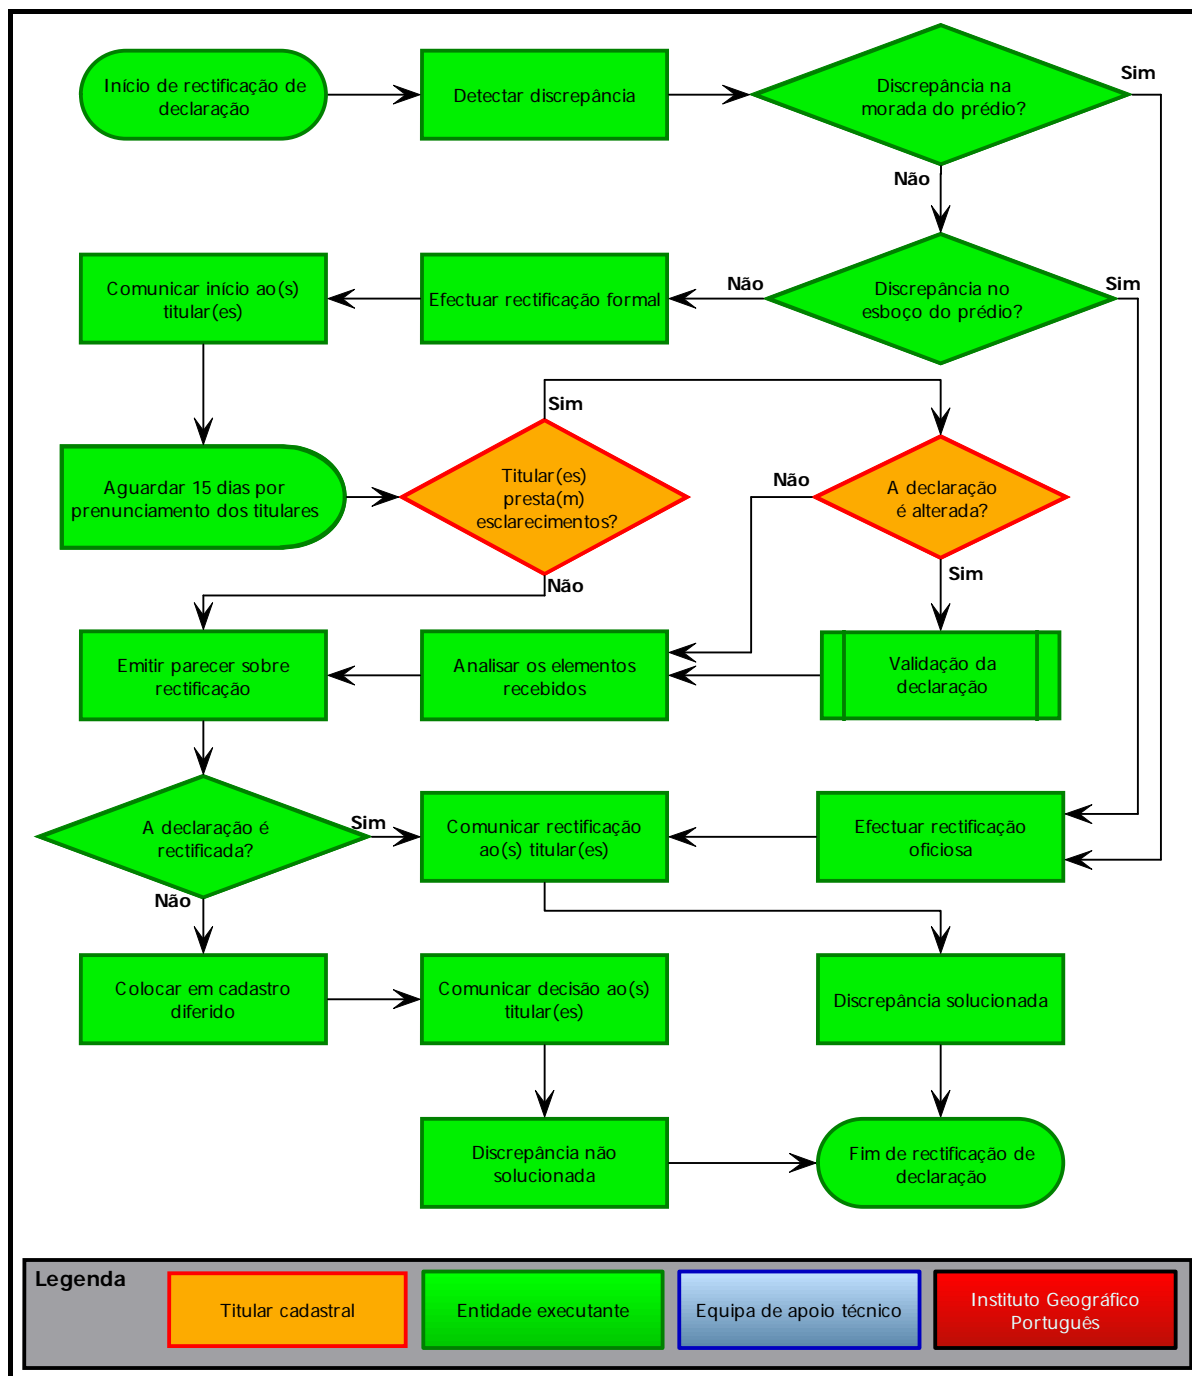 Início de rectificação de
declaração
Detectar discrepância
Discrepância na
morada do prédio?
Sim
Não
Comunicar início ao(s)
titular(es)
Efectuar rectificação formal
Não
Discrepância no
esboço do prédio?
Sim
Sim
Aguardar 15 dias por
prenunciamento dos titulares
Titular(es)
presta(m)
esclarecimentos?
Não
A declaração
é alterada?
Não
Sim
Emitir parecer sobre
rectificação
Analisar os elementos
recebidos
Validação da
declaração
A declaração é
rectificada?
Sim
Comunicar rectificação
ao(s) titular(es)
Efectuar rectificação
oficiosa
Não
Colocar em cadastro
diferido
Comunicar decisão ao(s)
titular(es)
Discrepância solucionada
Discrepância não
solucionada
Fim de rectificação de
declaração
Legenda
Titular cadastral
Entidade executante
Equipa de apoio técnico
Instituto Geográfico
Português